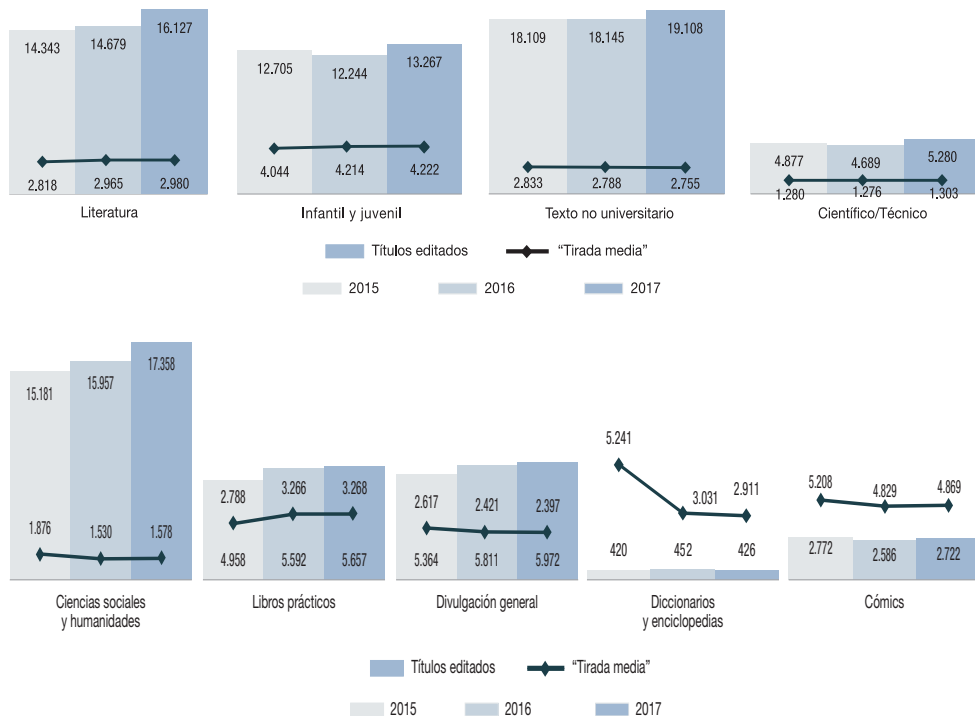 14.343 14.679 16.127
2.818 2.965 2.980
Literatura
12.705 12.244 13.267
4.044 4.214 4.222
Infantil y juvenil
18.109 18.145 19.108
2.833 2.788 2.755
Texto no universitario
4.877 4.689 5.280
1.280 1.276 1.303
Científico/Técnico
Títulos editados “Tirada media”
2015 2016 2017
15.181 15.957 17.358
1.876 1.530 1.578
Ciencias sociales
y humanidades
2.788 3.266 3.268
4.958 5.592 5.657
Libros prácticos
2.617 2.421 2.397
5.364 5.811 5.972
Divulgación general
5.241 3.031 2.911
420 452 426
Diccionarios
y enciclopedias
5.208 4.829 4.869
2.772 2.586 2.722
Cómics
Títulos editados “Tirada media”
2015 2016 2017